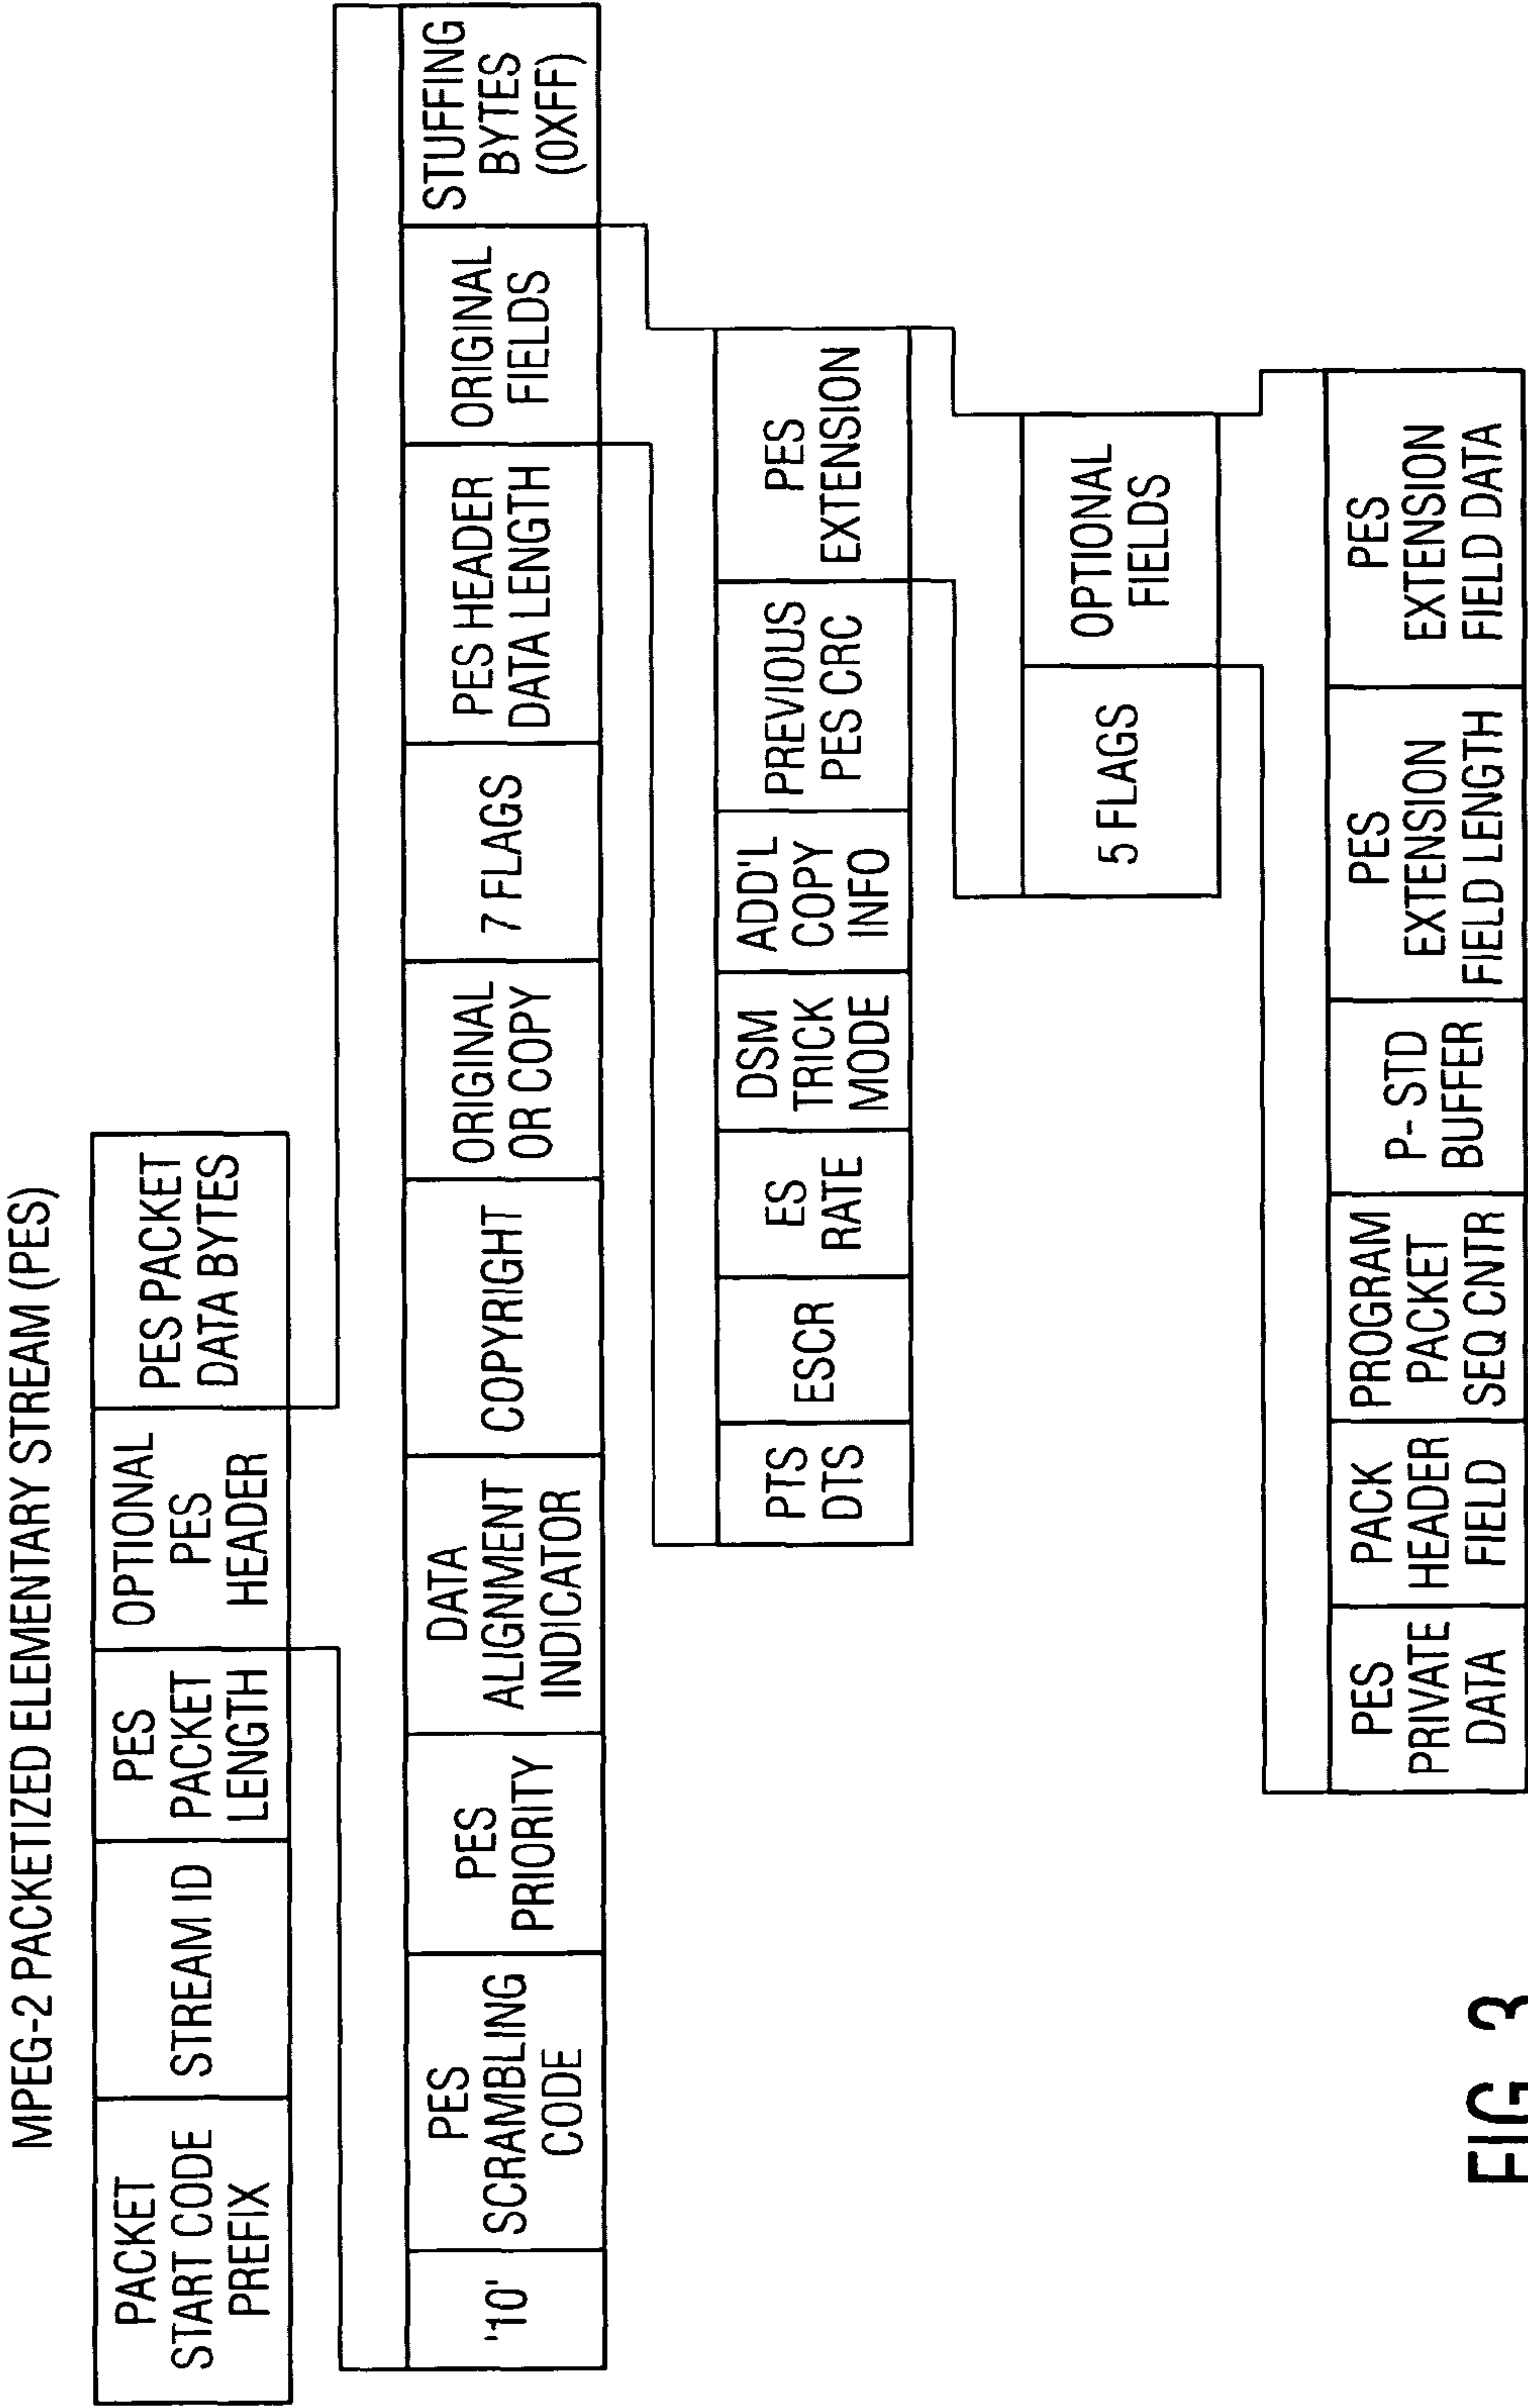 MPEG-2 PACKETIZED ELEMENTARY STREAM (PES)
PACKET
START CODE
PREFIX
STREAM ID
PES
PACKET
LENGTH
OPTIONAL
PES
HEADER
PES PACKET
DATA BYTES
'10'
PES
SCRAMBLING
CODE
PES
PRIORITY
DATA
ALIGNMENT
INDICATOR
COPYRIGHT
ORIGINAL
OR COPY
7 FLAGS
PES HEADER
DATA LENGTH
ORIGINAL
FIELDS
STUFFING
BYTES
(0XFF)
PTS
DTS
ESCR
ES
RATE
DSM
TRICK
MODE
ADD'L
COPY
INFO
PREVIOUS
PES CRC
PES
EXTENSION
5 FLAGS
OPTIONAL
FIELDS
PES
PRIVATE
DATA
PACK
HEADER
FIELD
PROGRAM
PACKET
SEQ CNTR
P- STD
BUFFER
PES
EXTENSION
FIELD LENGTH
PES
EXTENSION
FIELD DATA
FIG. 3